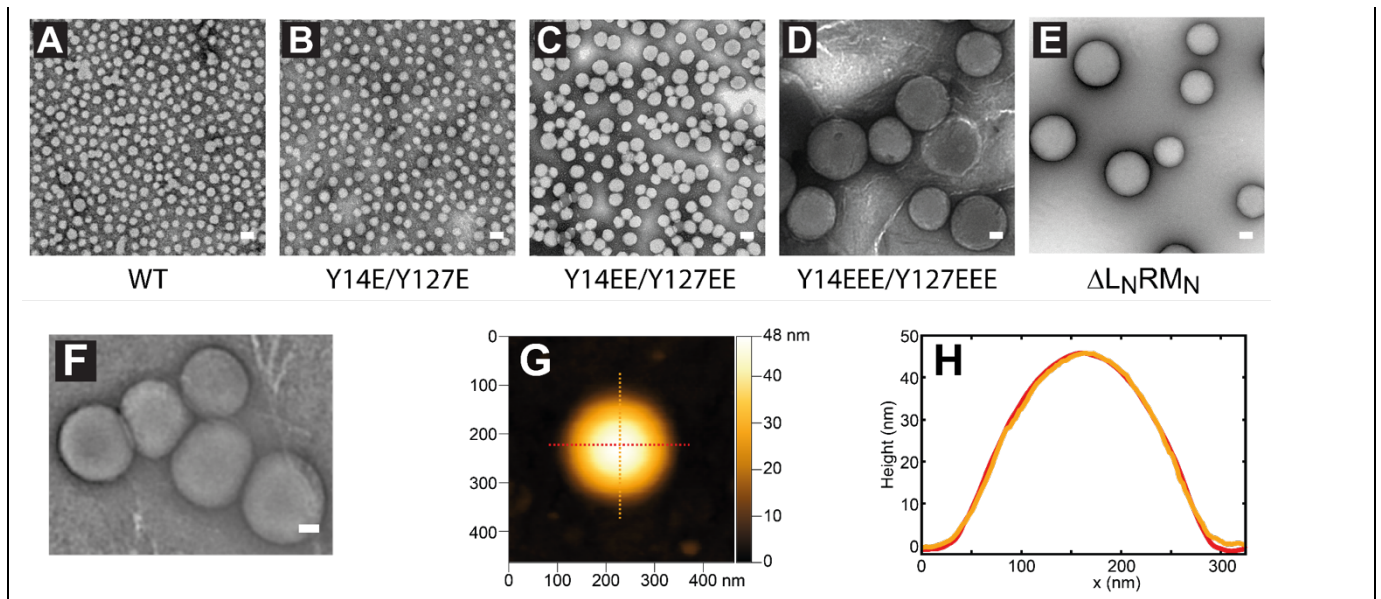 A B C D E
WT Y14E/Y127E Y14EE/Y127EE Y14EEE/Y127EEE ΔL_NRM_N
F
G
0
100
200
300
400
0 100 200 300 400 nm
48 nm
40
30
20
10
0
H
50
40
30
20
10
0
Height (nm)
0 100 200 300
x (nm)